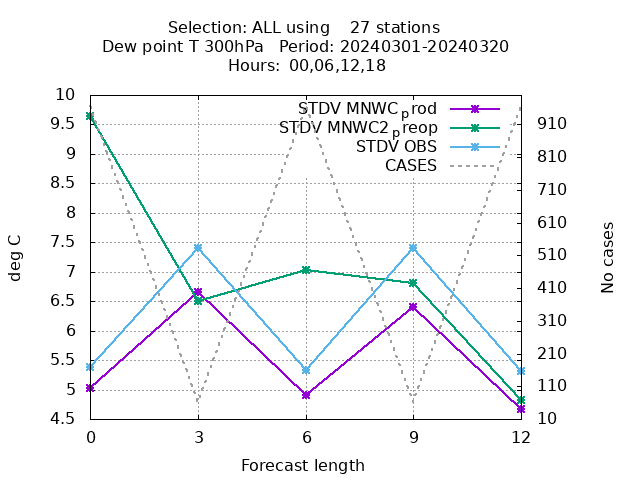 Selection: ALL using    27 stations
Dew point T 300hPa   Period: 20240301-20240320
Hours: 00,06,12,18
STDV MNWC_prod
STDV MNWC2_preop
STDV OBS
CASES
10
9.5
9
8.5
8
7.5
7
6.5
6
5.5
5
4.5
deg C
910
810
710
610
510
410
310
210
110
10
No cases
0 3 6 9 12
Forecast length